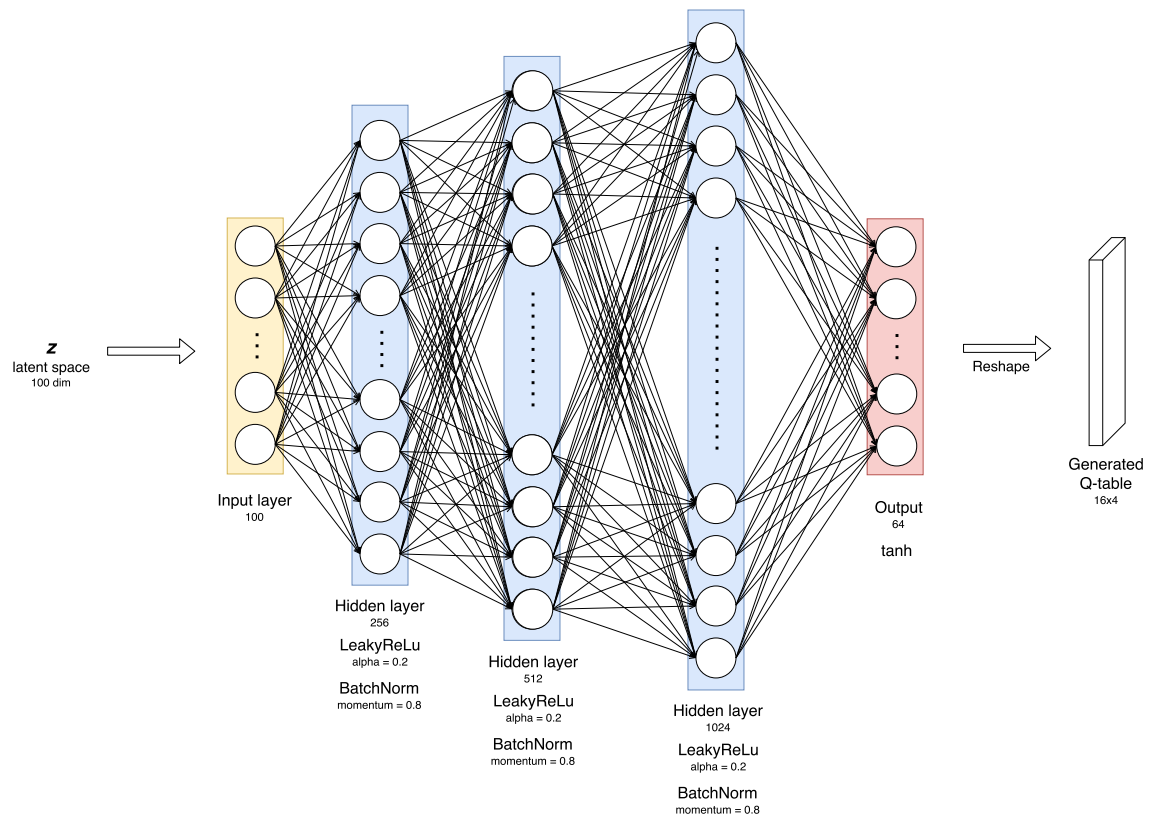 z
latent space
100 dim
Input layer
100
Hidden layer
256
LeakyReLu
alpha = 0.2
BatchNorm
momentum = 0.8
Hidden layer
512
LeakyReLu
alpha = 0.2
BatchNorm
momentum = 0.8
Hidden layer
1024
LeakyReLu
alpha = 0.2
BatchNorm
momentum = 0.8
Output
64
tanh
Reshape
Generated
Q-table
16x4